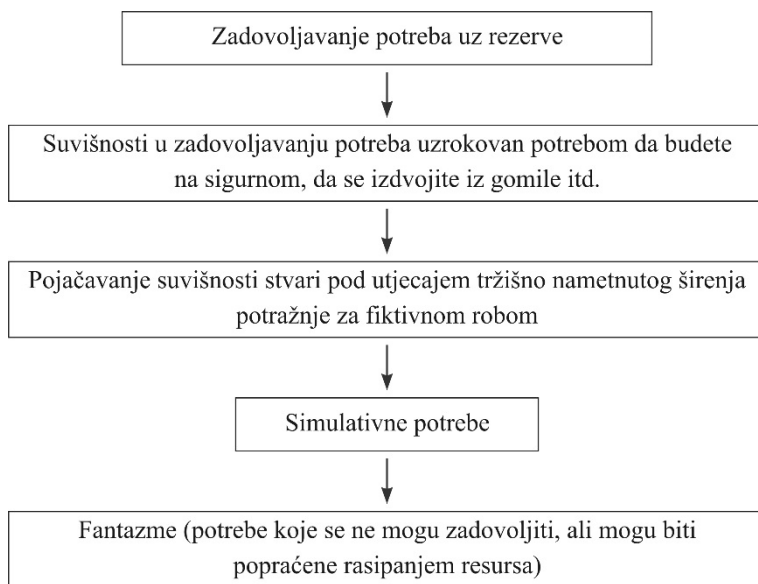 Zadovoljavanje potreba uz rezerve
Suvišnosti u zadovoljavanju potreba uzrokovan potrebom da budete
na sigurnom, da se izdvojite iz gomile itd.
Pojačavanje suvišnosti stvari pod utjecajem tržišno nametnutog širenja
potražnje za fiktivnom robom
Simulativne potrebe
Fantazme (potrebe koje se ne mogu zadovoljiti, ali mogu biti
popraćene rasipanjem resursa)